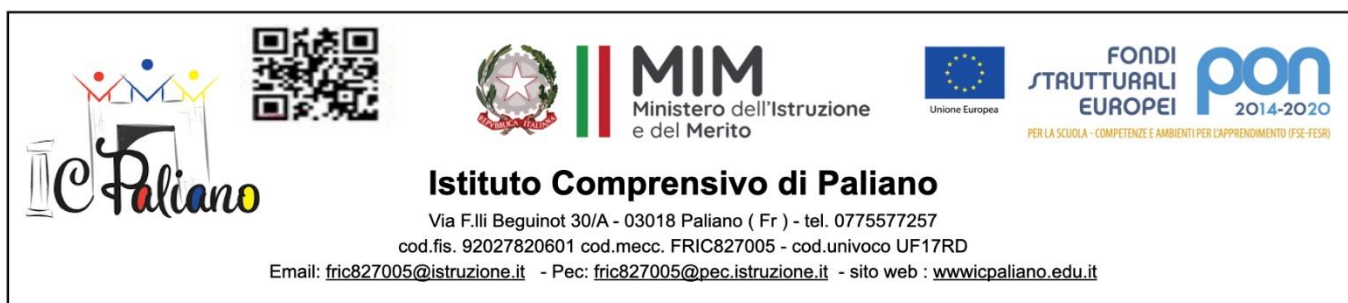 IC Paliano
REPVBBLICA ITALIANA
MIM
Ministero dell'Istruzione
e del Merito
Unione Europea
FONDI
STRUTTURALI
EUROPEI
pon
2014-2020
PER LA SCUOLA - COMPETENZE E AMBIENTI PER L'APPRENDIMENTO (FSE-FESR)
Istituto Comprensivo di Paliano
Via F.lli Beguinot 30/A - 03018 Paliano ( Fr ) - tel. 0775577257
cod.fis. 92027820601 cod.mecc. FRIC827005 - cod.univoco UF17RD
Email: fric827005@istruzione.it - Pec: fric827005@pec.istruzione.it - sito web : wwwicpaliano.edu.it